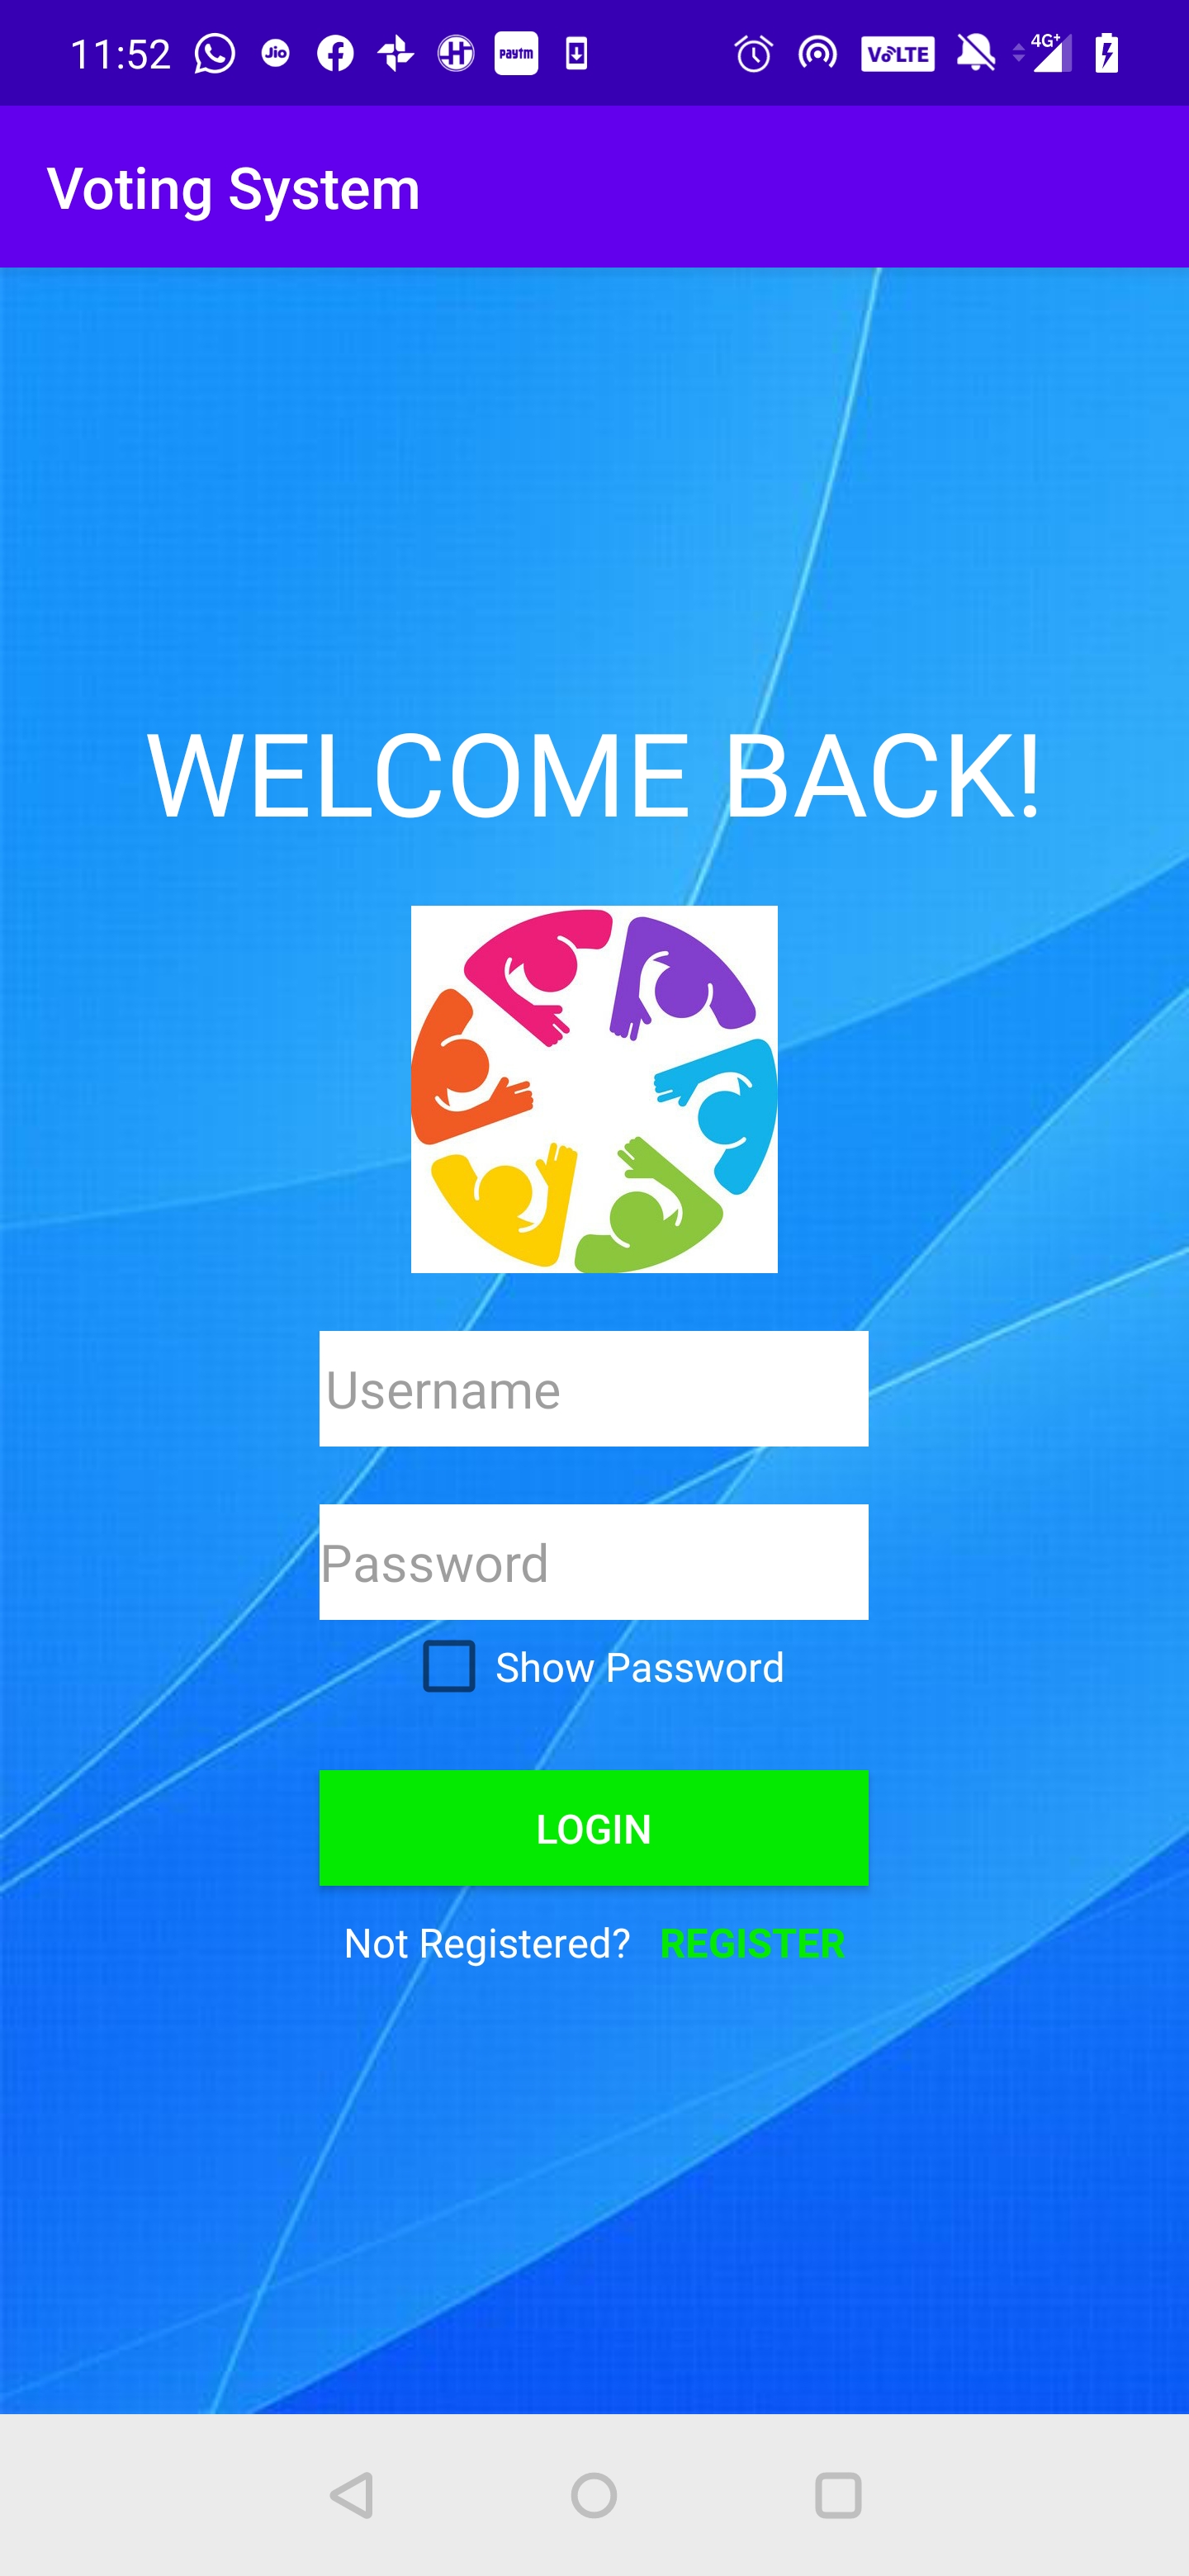 11:52 Jio paytm VoLTE 4G+
Voting System
WELCOME BACK!
Username
Password
Show Password
LOGIN
Not Registered? REGISTER